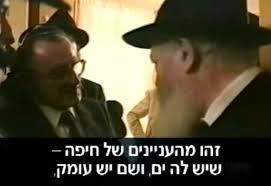 זהו מהעניינים של חיפה –
שיש לה ים, ושם יש עומק,